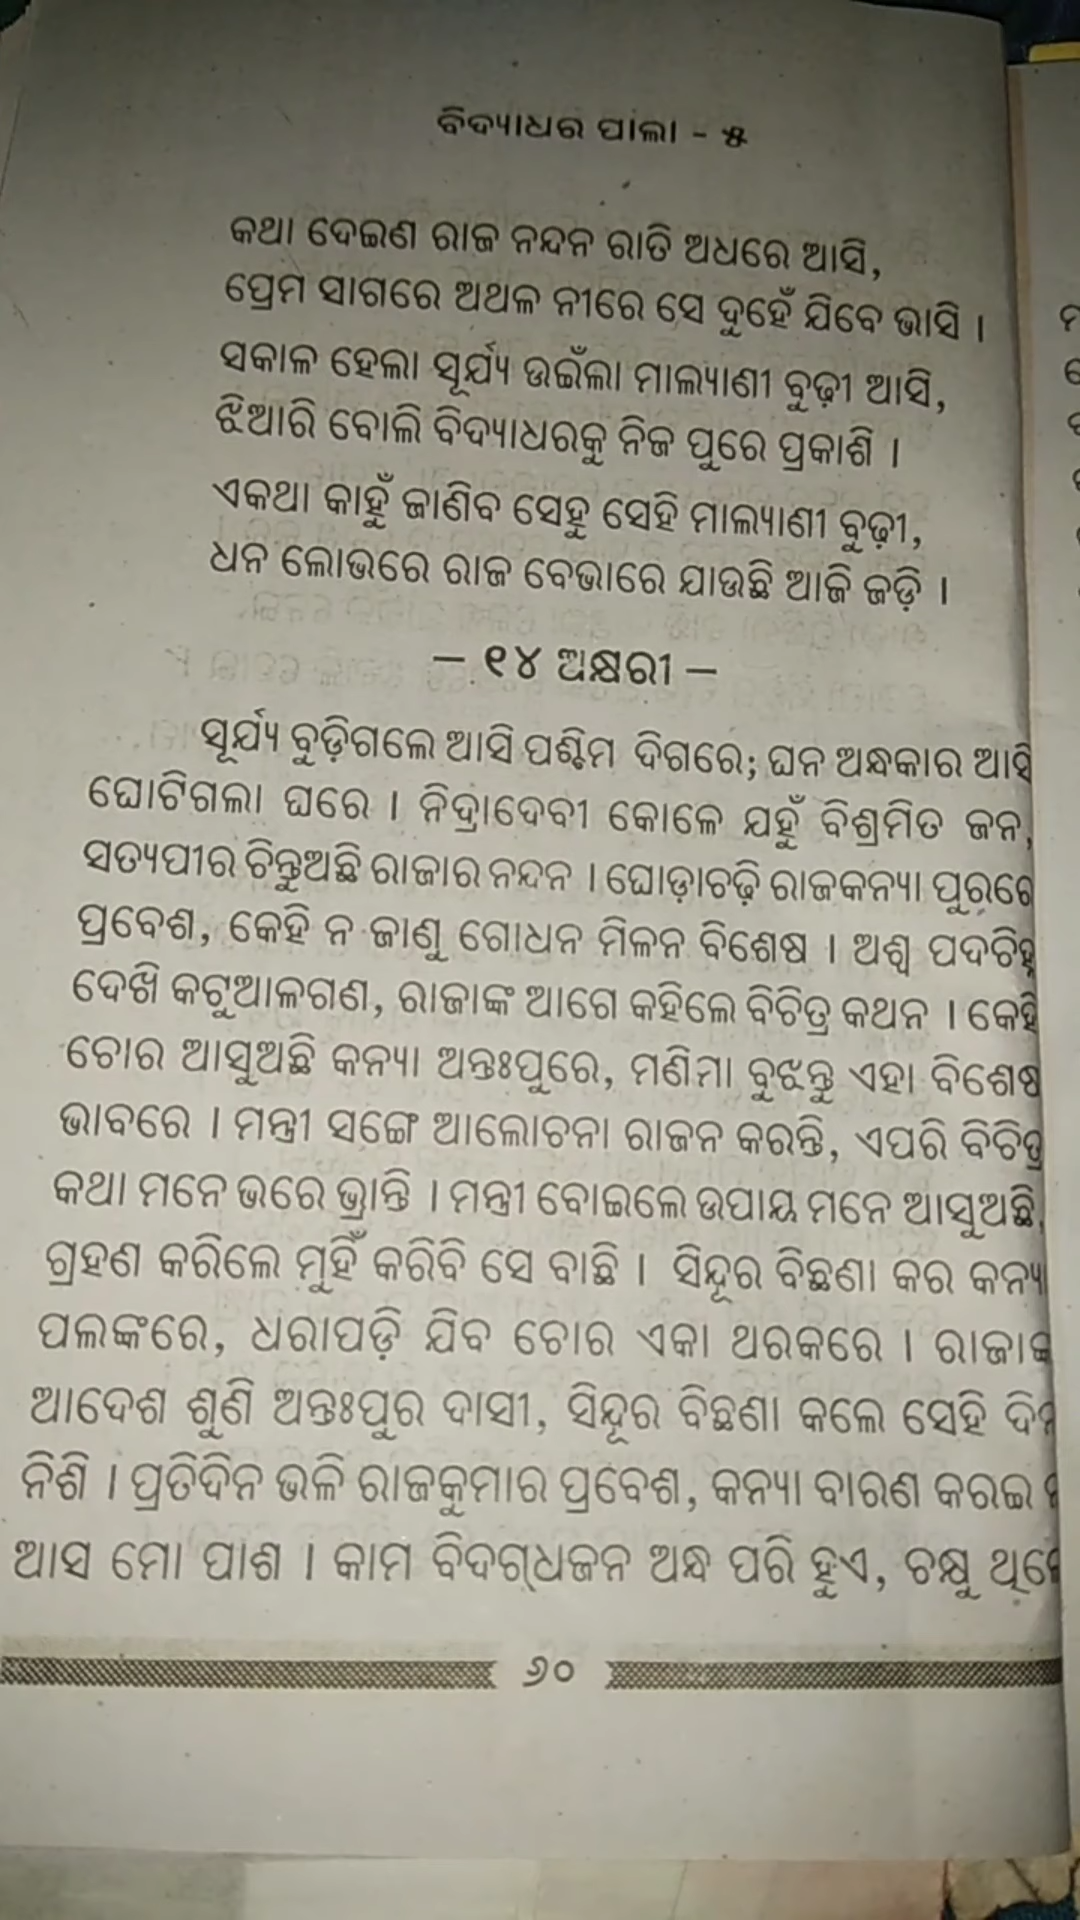 ବିଦ୍ୟାଧର ପାଲା - ୫
କଥା ଦେଇଣ ରାଜ ନନ୍ଦନ ରାତି ଅଧରେ ଆସି,
ପ୍ରେମ ସାଗରେ ଅଥଳ ନୀରେ ସେ ଦୁହେଁ ଯିବେ ଭାସି ।
ସକାଳ ହେଲା ସୂର୍ଯ୍ୟ ଉଇଁଲା ମାଲ୍ୟାଣୀ ବୁଢ଼ୀ ଆସି,
ଝିଆରି ବୋଲି ବିଦ୍ୟାଧରକୁ ନିଜ ପୁରେ ପ୍ରକାଶି ।
ଏକଥା କାହୁଁ ଜାଣିବ ସେହୁ ସେହି ମାଲ୍ୟାଣୀ ବୁଢ଼ୀ,
ଧନ ଲୋଭରେ ରାଜ ବେଭାରେ ଯାଉଛି ଆଜି ଜଡ଼ି ।
– ୧୪ ଅକ୍ଷରୀ –
ସୂର୍ଯ୍ୟ ବୁଡ଼ିଗଲେ ଆସି ପଶ୍ଚିମ ଦିଗରେ; ଘନ ଅନ୍ଧକାର ଆସି
ଘୋଟିଗଲା ଘରେ । ନିଦ୍ରାଦେବୀ କୋଳେ ଯହୁଁ ବିଶ୍ରମିତ ଜନ,
ସତ୍ୟପୀର ଚିନ୍ତୁଅଛି ରାଜାର ନନ୍ଦନ । ଘୋଡ଼ାଚଢ଼ି ରାଜକନ୍ୟା
ପ୍ରବେଶ, କେହି ନ ଜାଣୁ ଗୋଧନ ମିଳନ ବିଶେଷ । ଅଶ୍ୱ ପଦଚିହ୍ନ
ଦେଖି କଟୁଆଳଗଣ, ରାଜାଙ୍କ ଆଗେ କହିଲେ ବିଚିତ୍ର କଥନ । କେହି
ଚୋର ଆସୁଅଛି କନ୍ୟା ଅନ୍ତଃପୁରେ, ମଣିମା ବୁଝନ୍ତୁ ଏହା ବିଶେଷ
ଭାବରେ । ମନ୍ତ୍ରୀ ସଙ୍ଗେ ଆଲୋଚନା ରାଜନ କରନ୍ତି, ଏପରି ବିଚିତ୍ର
କଥା ମନେ ଭରେ ଭ୍ରାନ୍ତି । ମନ୍ତ୍ରୀ ବୋଇଲେ ଉପାୟ ମନେ ଆସୁଅଛି,
ଗ୍ରହଣ କରିଲେ ମୁହିଁ କରିବି ସେ ବାଛି । ସିନ୍ଦୂର ବିଛଣା କର କନ୍ୟା
ପଲଙ୍କରେ, ଧରାପଡ଼ି ଯିବ ଚୋର ଏକା ଥରକରେ । ରାଜାଙ୍କ
ଆଦେଶ ଶୁଣି ଅନ୍ତଃପୁର ଦାସୀ, ସିନ୍ଦୂର ବିଛଣା କଲେ ସେହି ଦିନ
ନିଶି । ପ୍ରତିଦିନ ଭଳି ରାଜକୁମାର ପ୍ରବେଶ, କନ୍ୟା ବାରଣ କରଇ
ଆସ ମୋ ପାଶ । କାମ ବିଦଗ୍‌ଧଜନ ଅନ୍ଧ ପରି ହୁଏ, ଚକ୍ଷୁ ଥିଲେ
୬୦